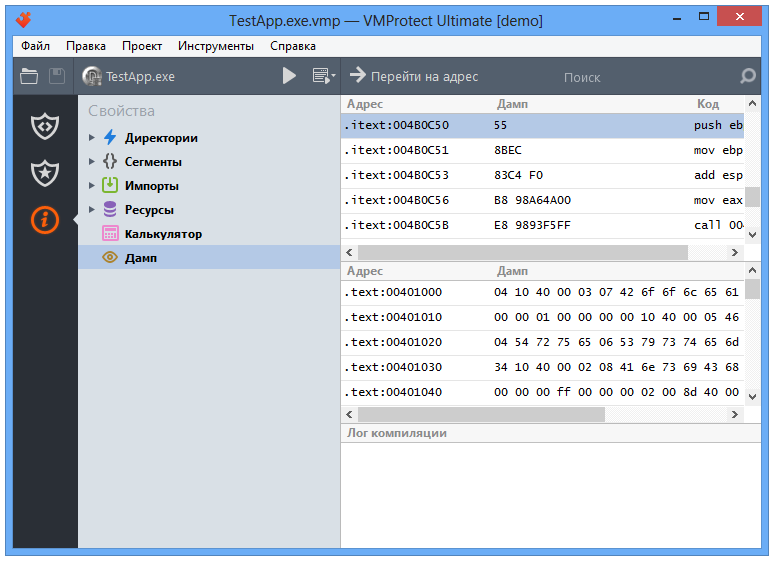 TestApp.exe.vmp — VMProtect Ultimate [demo]
Файл Правка Проект Инструменты Справка
TestApp.exe Перейти на адрес Поиск
Свойства
Директории
Сегменты
Импорты
Ресурсы
Калькулятор
Дамп
Адрес Дамп Код
.itext:004B0C50 55 push eb
.itext:004B0C51 8BEC mov ebp
.itext:004B0C53 83C4 F0 add esp
.itext:004B0C56 B8 98A64A00 mov eax
.itext:004B0C5B E8 9893F5FF call 004
Адрес Дамп
.text:00401000 04 10 40 00 03 07 42 6f 6f 6c 65 61
.text:00401010 00 00 01 00 00 00 00 10 40 00 05 46
.text:00401020 04 54 72 75 65 06 53 79 73 74 65 6d
.text:00401030 34 10 40 00 02 08 41 6e 73 69 43 68
.text:00401040 00 00 00 ff 00 00 00 02 00 8d 40 00
Лог компиляции